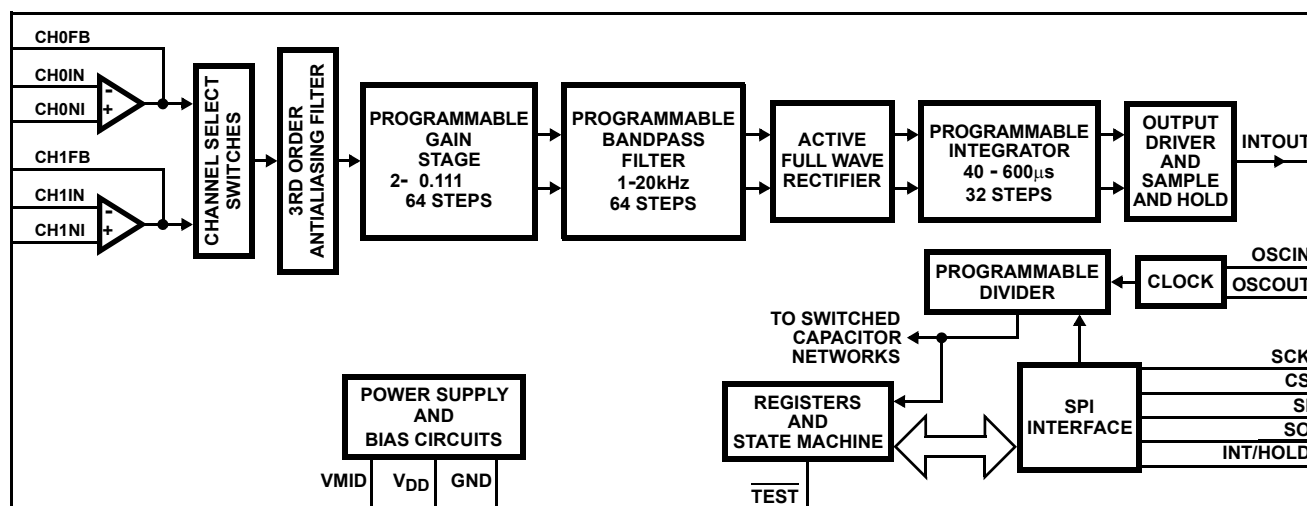 CH0FB
CH0IN
CH0NI
CH1FB
CH1IN
CH1NI
-
+
-
+
CHANNEL SELECT
SWITCHES
3RD ORDER
ANTIALIASING FILTER
PROGRAMMABLE
GAIN
STAGE
2- 0.111
64 STEPS
PROGRAMMABLE
BANDPASS
FILTER
1-20kHz
64 STEPS
ACTIVE
FULL WAVE
RECTIFIER
PROGRAMMABLE
INTEGRATOR
40 - 600µs
32 STEPS
OUTPUT
DRIVER
AND
SAMPLE
AND HOLD
INTOUT
PROGRAMMABLE
DIVIDER
CLOCK
OSCIN
OSCOUT
TO SWITCHED
CAPACITOR
NETWORKS
POWER SUPPLY
AND
BIAS CIRCUITS
VMID
VDD
GND
REGISTERS
AND
STATE MACHINE
TEST
SPI
INTERFACE
SCK
CS
SI
SO
INT/HOLD